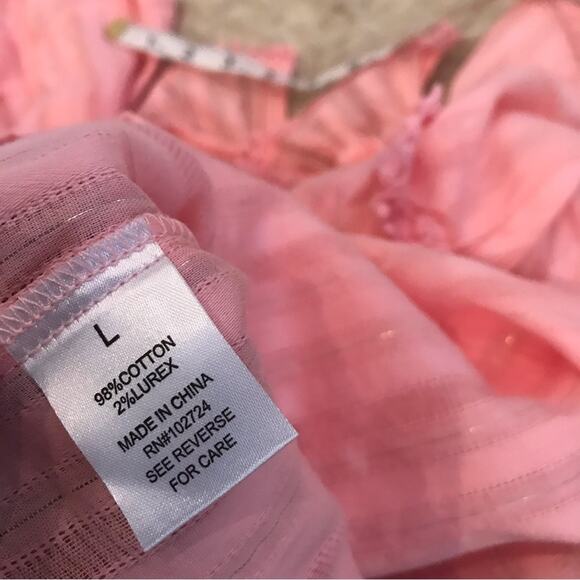 L
98%COTTON
2%LUREX
MADE IN CHINA
RN#102724
SEE REVERSE
FOR CARE